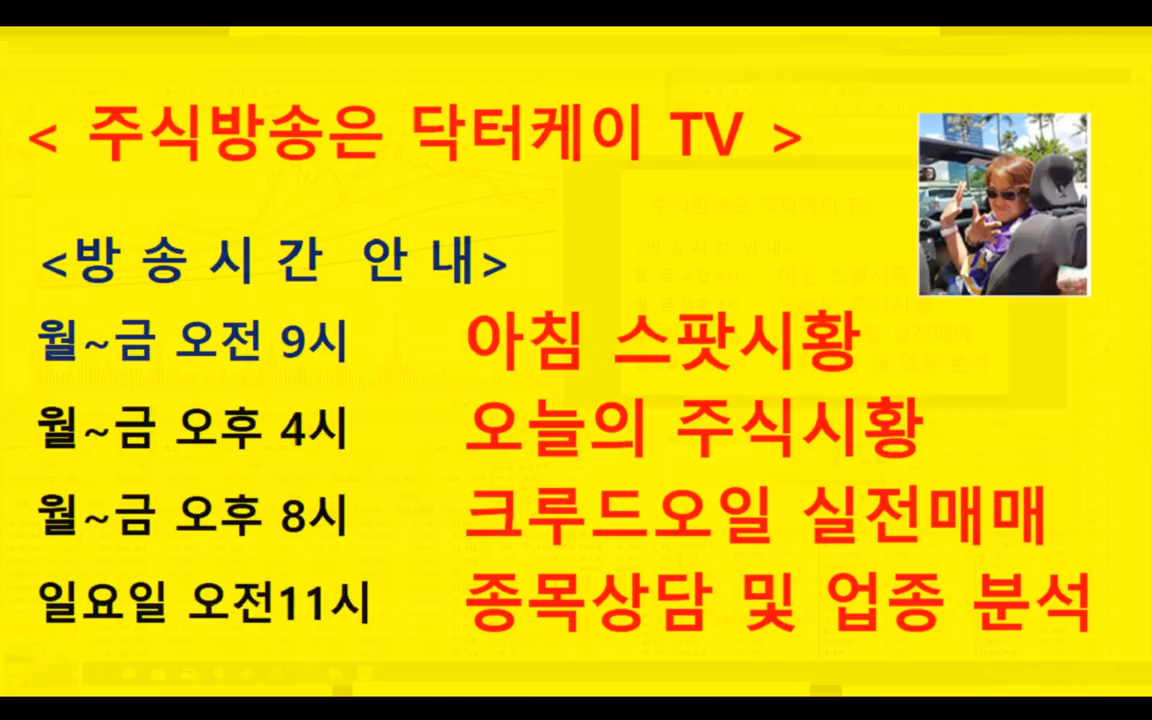 < 주식방송은 닥터케이 TV >
<방 송 시 간 안 내>
월~금 오전 9시 아침 스팟시황
월~금 오후 4시 오늘의 주식시황
월~금 오후 8시 크루드오일 실전매매
일요일 오전11시 종목상담 및 업종 분석